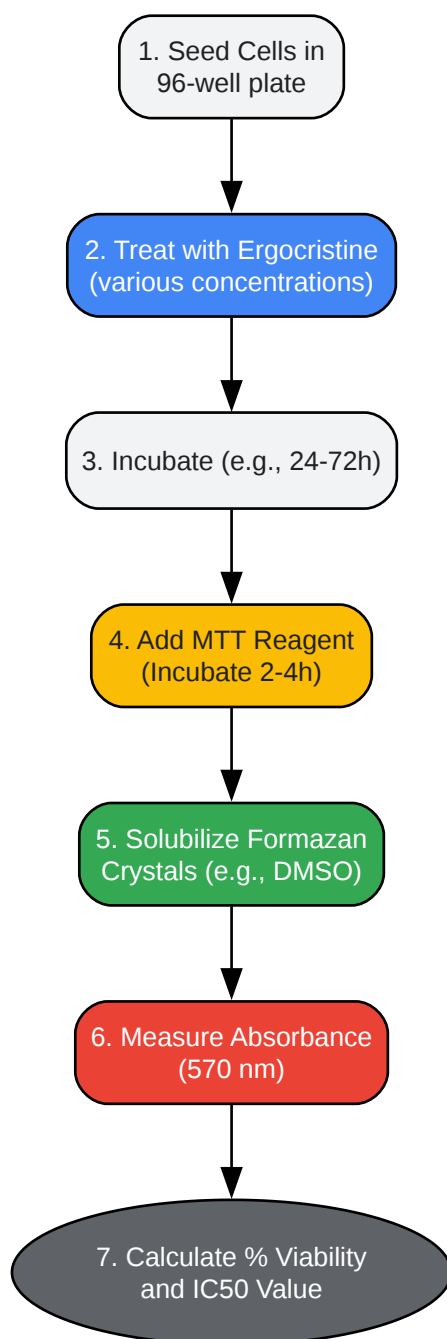 1. Seed Cells in
96-well plate
2. Treat with Ergocristine
(various concentrations)
3. Incubate (e.g., 24-72h)
4. Add MTT Reagent
(Incubate 2-4h)
5. Solubilize Formazan
Crystals (e.g., DMSO)
6. Measure Absorbance
(570 nm)
7. Calculate % Viability
and IC50 Value